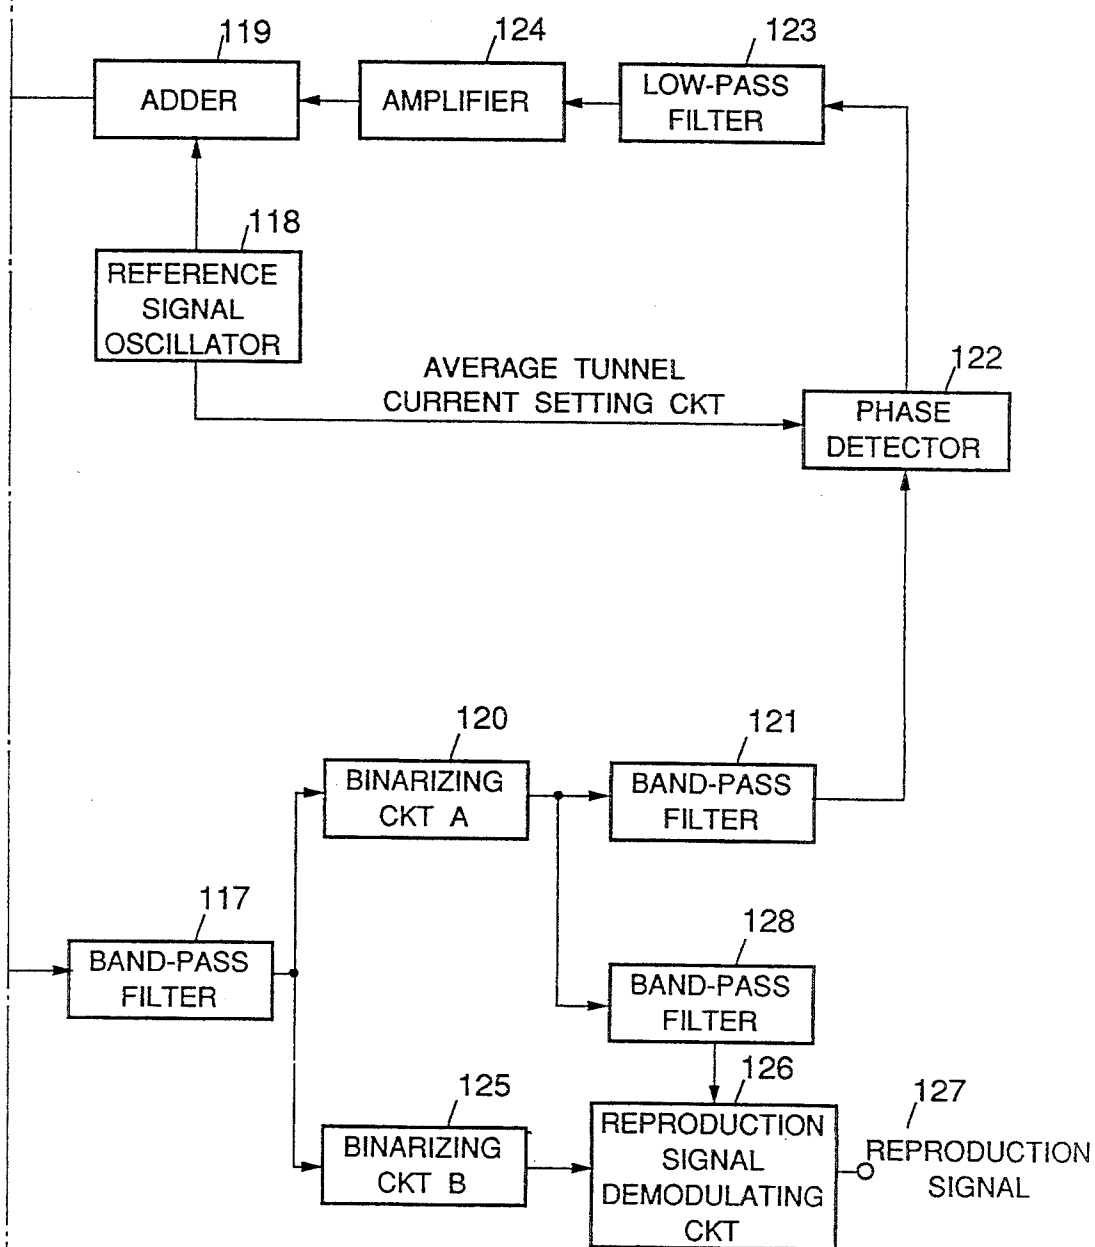 119
124
123
ADDER
AMPLIFIER
LOW-PASS
FILTER
118
REFERENCE
SIGNAL
OSCILLATOR
AVERAGE TUNNEL
CURRENT SETTING CKT
122
PHASE
DETECTOR
120
121
BINARIZING
CKT A
BAND-PASS
FILTER
117
128
BAND-PASS
FILTER
BAND-PASS
FILTER
125
126
127
BINARIZING
CKT B
REPRODUCTION
SIGNAL
DEMODULATING
CKT
REPRODUCTION
SIGNAL